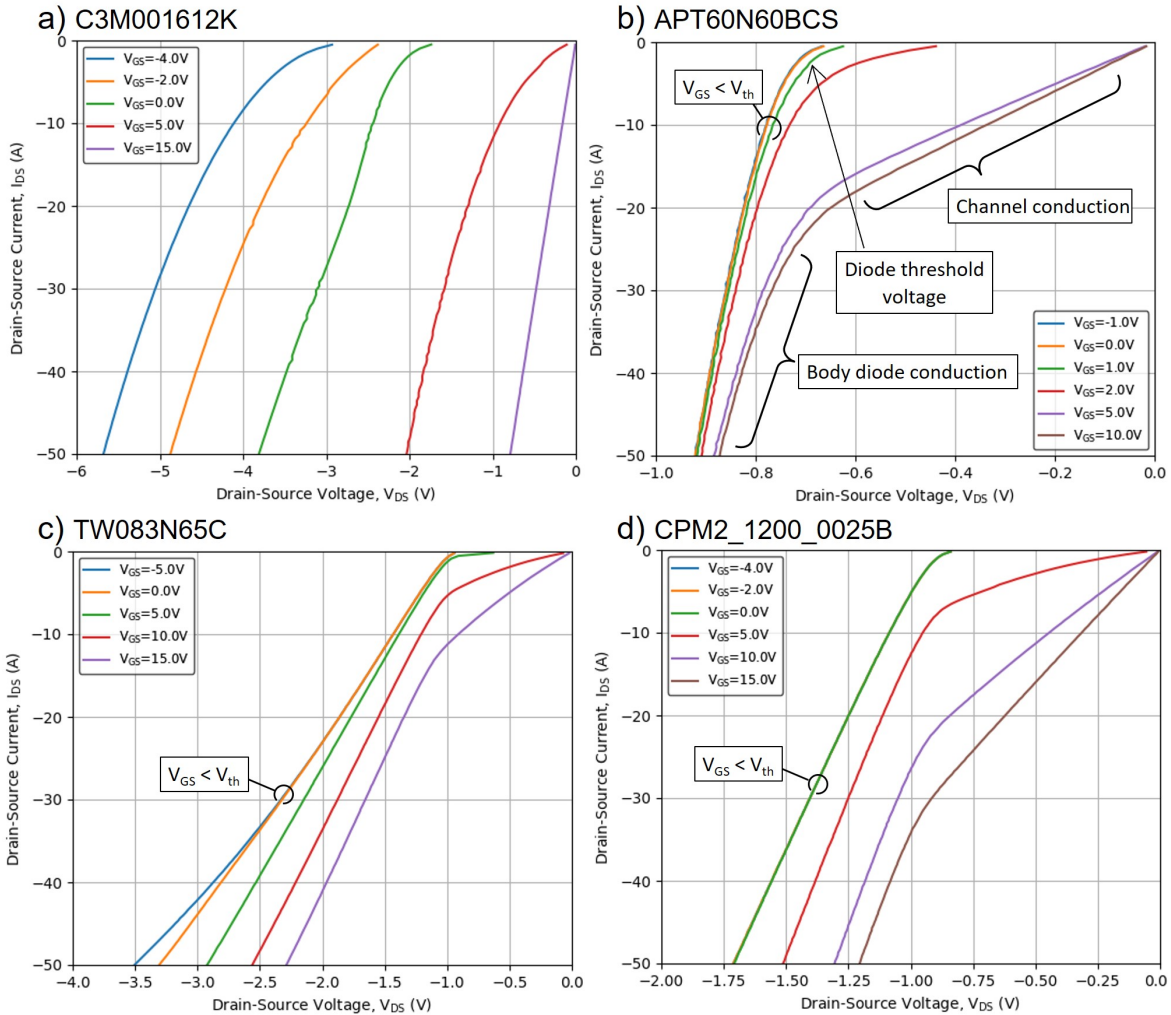 a) C3M001612K
0
−10
−20
−30
−40
−50
−6
−5
−4
−3
−2
−1
0
Drain-Source Current, IDS (A)
Drain-Source Voltage, VDS (V)
VGS=-4.0V
VGS=-2.0V
VGS=0.0V
VGS=5.0V
VGS=15.0V
b) APT60N60BCS
0
−10
−20
−30
−40
−50
−1.0
−0.8
−0.6
−0.4
−0.2
0.0
Drain-Source Current, IDS (A)
Drain-Source Voltage, VDS (V)
VGS < Vth
Channel conduction
Diode threshold
voltage
Body diode conduction
VGS=-1.0V
VGS=0.0V
VGS=1.0V
VGS=2.0V
VGS=5.0V
VGS=10.0V
c) TW083N65C
0
−10
−20
−30
−40
−50
−4.0
−3.5
−3.0
−2.5
−2.0
−1.5
−1.0
−0.5
0.0
Drain-Source Current, IDS (A)
Drain-Source Voltage, VDS (V)
VGS=-5.0V
VGS=0.0V
VGS=5.0V
VGS=10.0V
VGS=15.0V
VGS < Vth
d) CPM2_1200_0025B
0
−10
−20
−30
−40
−50
−2.00
−1.75
−1.50
−1.25
−1.00
−0.75
−0.50
−0.25
0.00
Drain-Source Current, IDS (A)
Drain-Source Voltage, VDS (V)
VGS=-4.0V
VGS=-2.0V
VGS=0.0V
VGS=5.0V
VGS=10.0V
VGS=15.0V
VGS < Vth